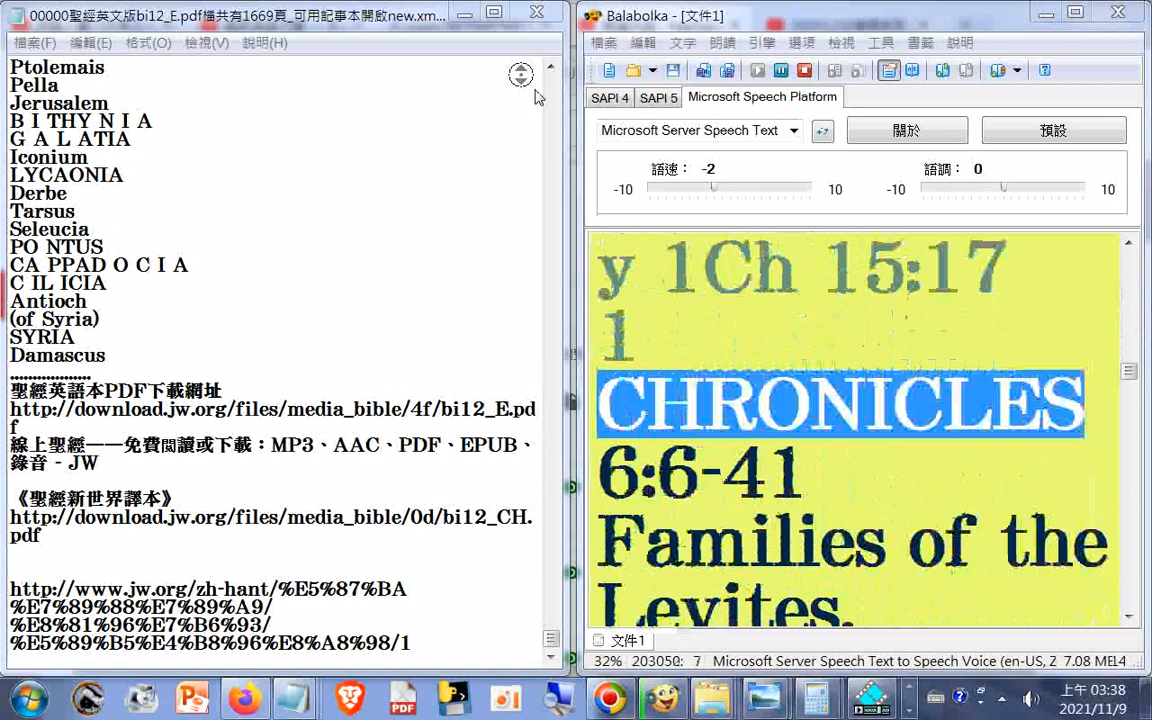 00000聖經英文版bi12_E.pdf檔共有1669頁_可用記事本開啟new.xm...
檔案(F) 編輯(E) 格式(O) 檢視(V) 說明(H)
Ptolemais
Pella
Jerusalem
B I THY N I A
G A L ATIA
Iconium
LYCAONIA
Derbe
Tarsus
Seleucia
PO NTUS
CA PPAD O C I A
C IL ICIA
Antioch
(of Syria)
SYRIA
Damascus
..................
聖經英語本PDF下載網址
http://download.jw.org/files/media_bible/4f/bi12_E.pd
f
線上聖經──免費閱讀或下載：MP3、AAC、PDF、EPUB、
錄音 - JW
《聖經新世界譯本》
http://download.jw.org/files/media_bible/0d/bi12_CH.
pdf
http://www.jw.org/zh-hant/%E5%87%BA
%E7%89%88%E7%89%A9/
%E8%81%96%E7%B6%93/
%E5%89%B5%E4%B8%96%E8%A8%98/1
Balabolka - [文件1]
檔案 編輯 文字 朗讀 引擎 選項 檢視 工具 書籤 說明
SAPI 4 SAPI 5 Microsoft Speech Platform
Microsoft Server Speech Text 關於 預設
語速： -2 語調： 0
-10 10 -10 10
y 1Ch 15:17
1
CHRONICLES
6:6-41
Families of the
Levites.
文件1
32% 203050: 7 Microsoft Server Speech Text to Speech Voice (en-US, Z 7.08 ME14
PDF
上午 03:38
2021/11/9